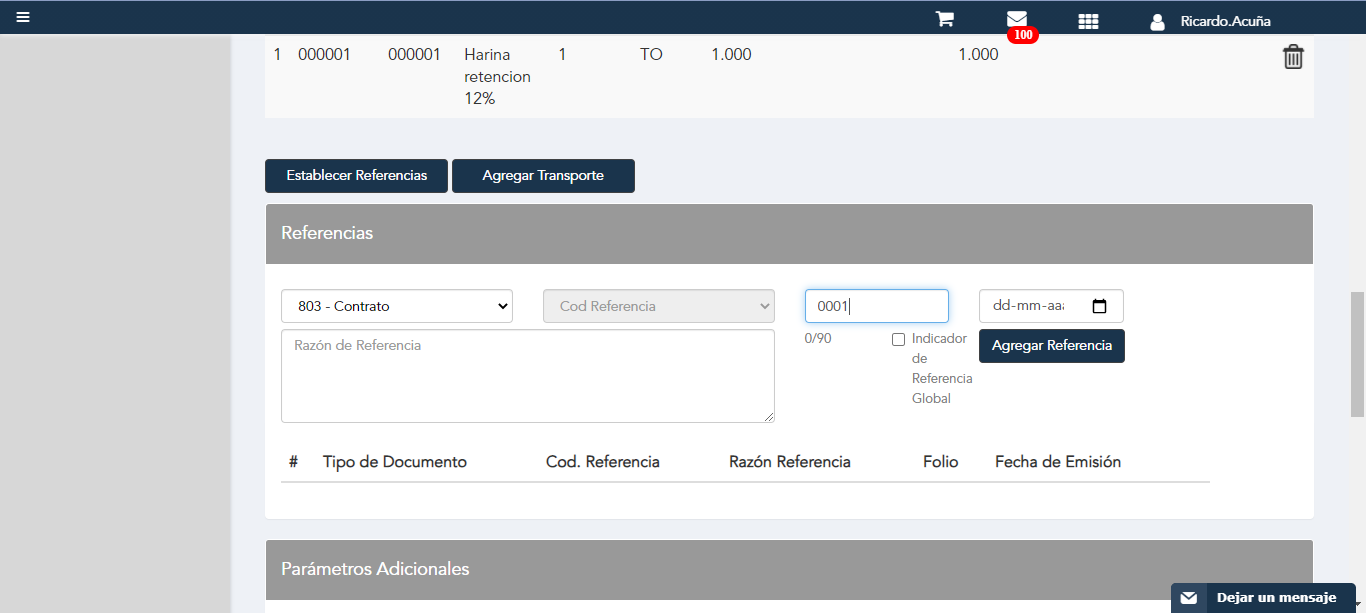 100
Ricardo.Acuña
1 000001 000001 Harina 1 TO 1.000 1.000
retencion
12%
Establecer Referencias Agregar Transporte
Referencias
803 - Contrato Cod Referencia 0001 dd-mm-aaa
Razón de Referencia 0/90 Indicador Agregar Referencia
de
Referencia
Global
# Tipo de Documento Cod. Referencia Razón Referencia Folio Fecha de Emisión
Parámetros Adicionales
Dejar un mensaje